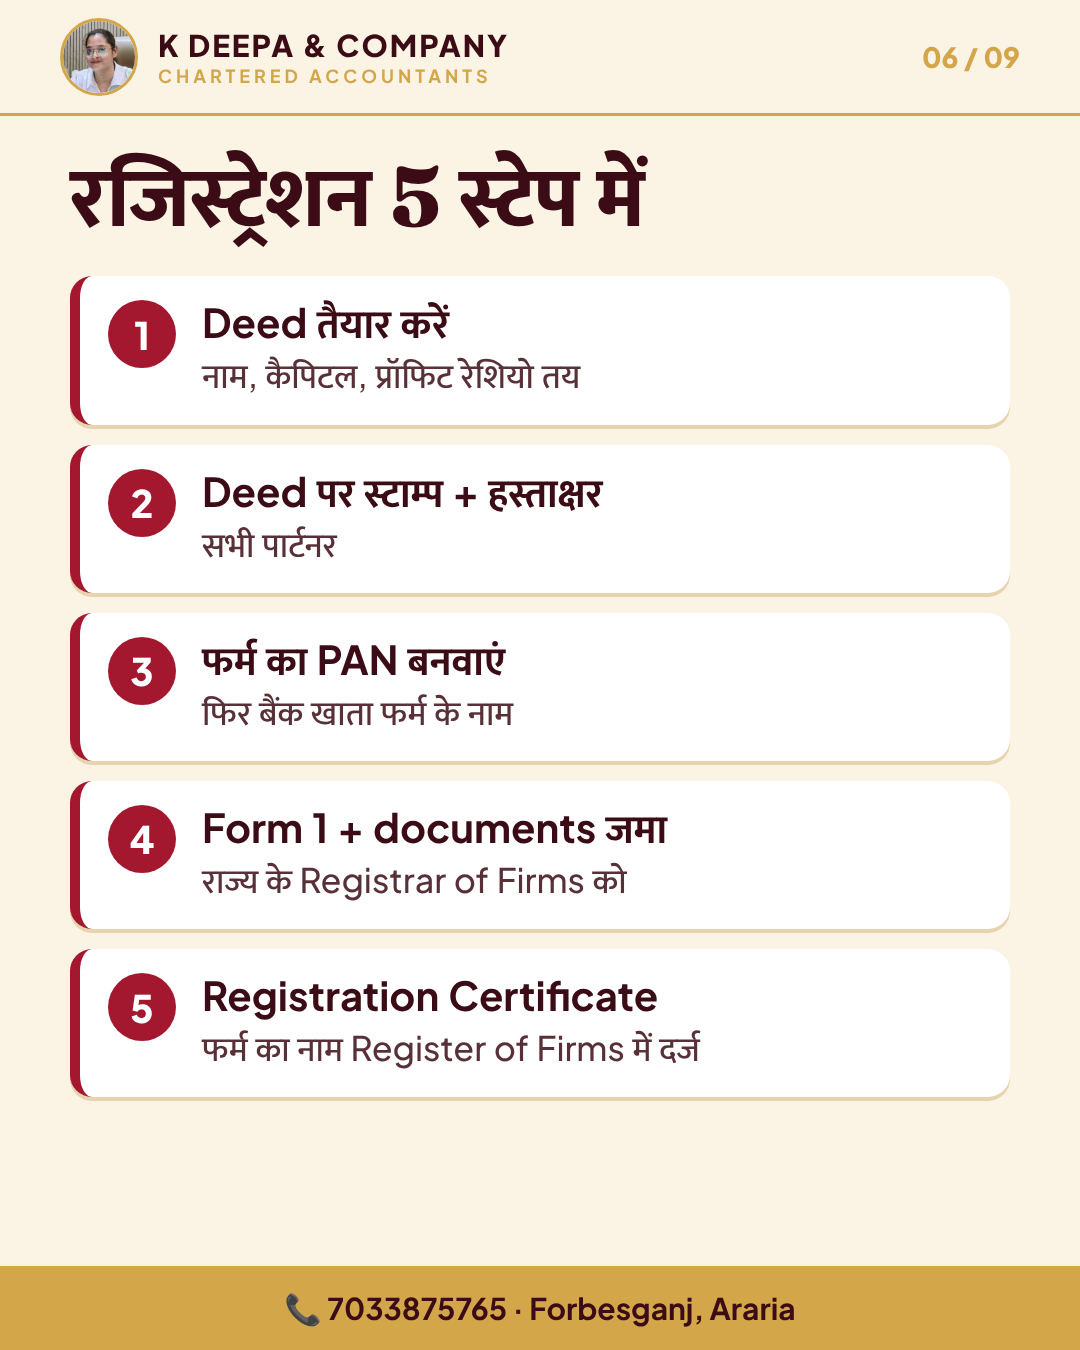 K DEEPA & COMPANY
CHARTERED ACCOUNTANTS
06 / 09
रजिस्ट्रेशन 5 स्टेप में
1
Deed तैयार करें
नाम, कैपिटल, प्रॉफिट रेशियो तय
2
Deed पर स्टाम्प + हस्ताक्षर
सभी पार्टनर
3
फर्म का PAN बनवाएं
फिर बैंक खाता फर्म के नाम
4
Form 1 + documents जमा
राज्य के Registrar of Firms को
5
Registration Certificate
फर्म का नाम Register of Firms में दर्ज
📞 7033875765 · Forbesganj, Araria